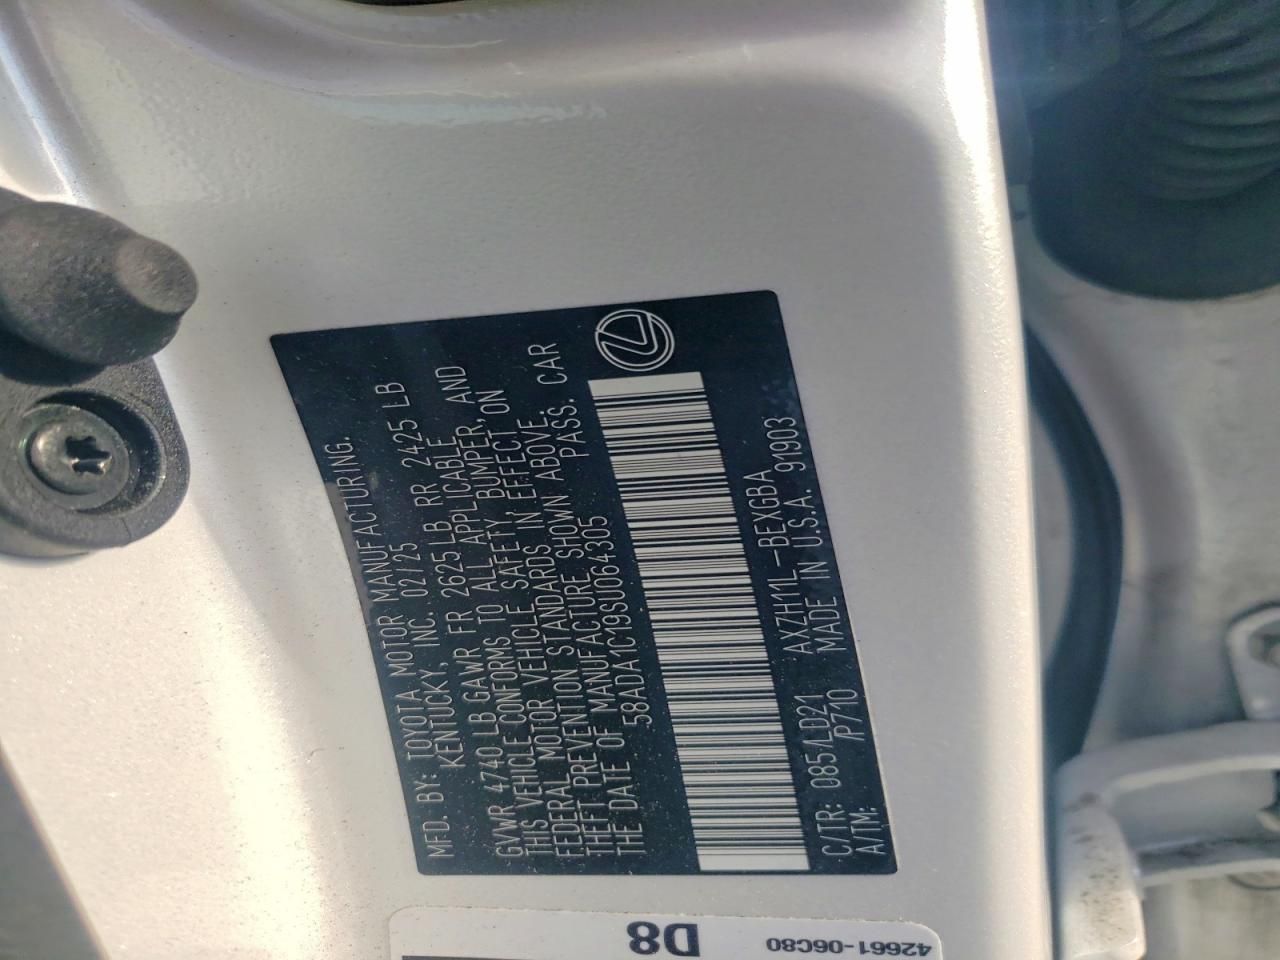 MFD. BY: TOYOTA MOTOR MANUFACTURING.
KENTUCKY, INC. 02/25
GVWR 4740 LB GAWR FR 2625 LB RR 2425 LB
THIS VEHICLE CONFORMS TO ALL APPLICABLE
FEDERAL MOTOR VEHICLE SAFETY, BUMPER, AND
THEFT PREVENTION STANDARDS IN EFFECT ON
THE DATE OF MANUFACTURE SHOWN ABOVE:
58ADA1C19SU064305 PASS. CAR
C/TR: 085/LD21 AXZH11L-BEXGBA
A/TM: /P710 MADE IN U.S.A. 91903
D8
42661-06C80